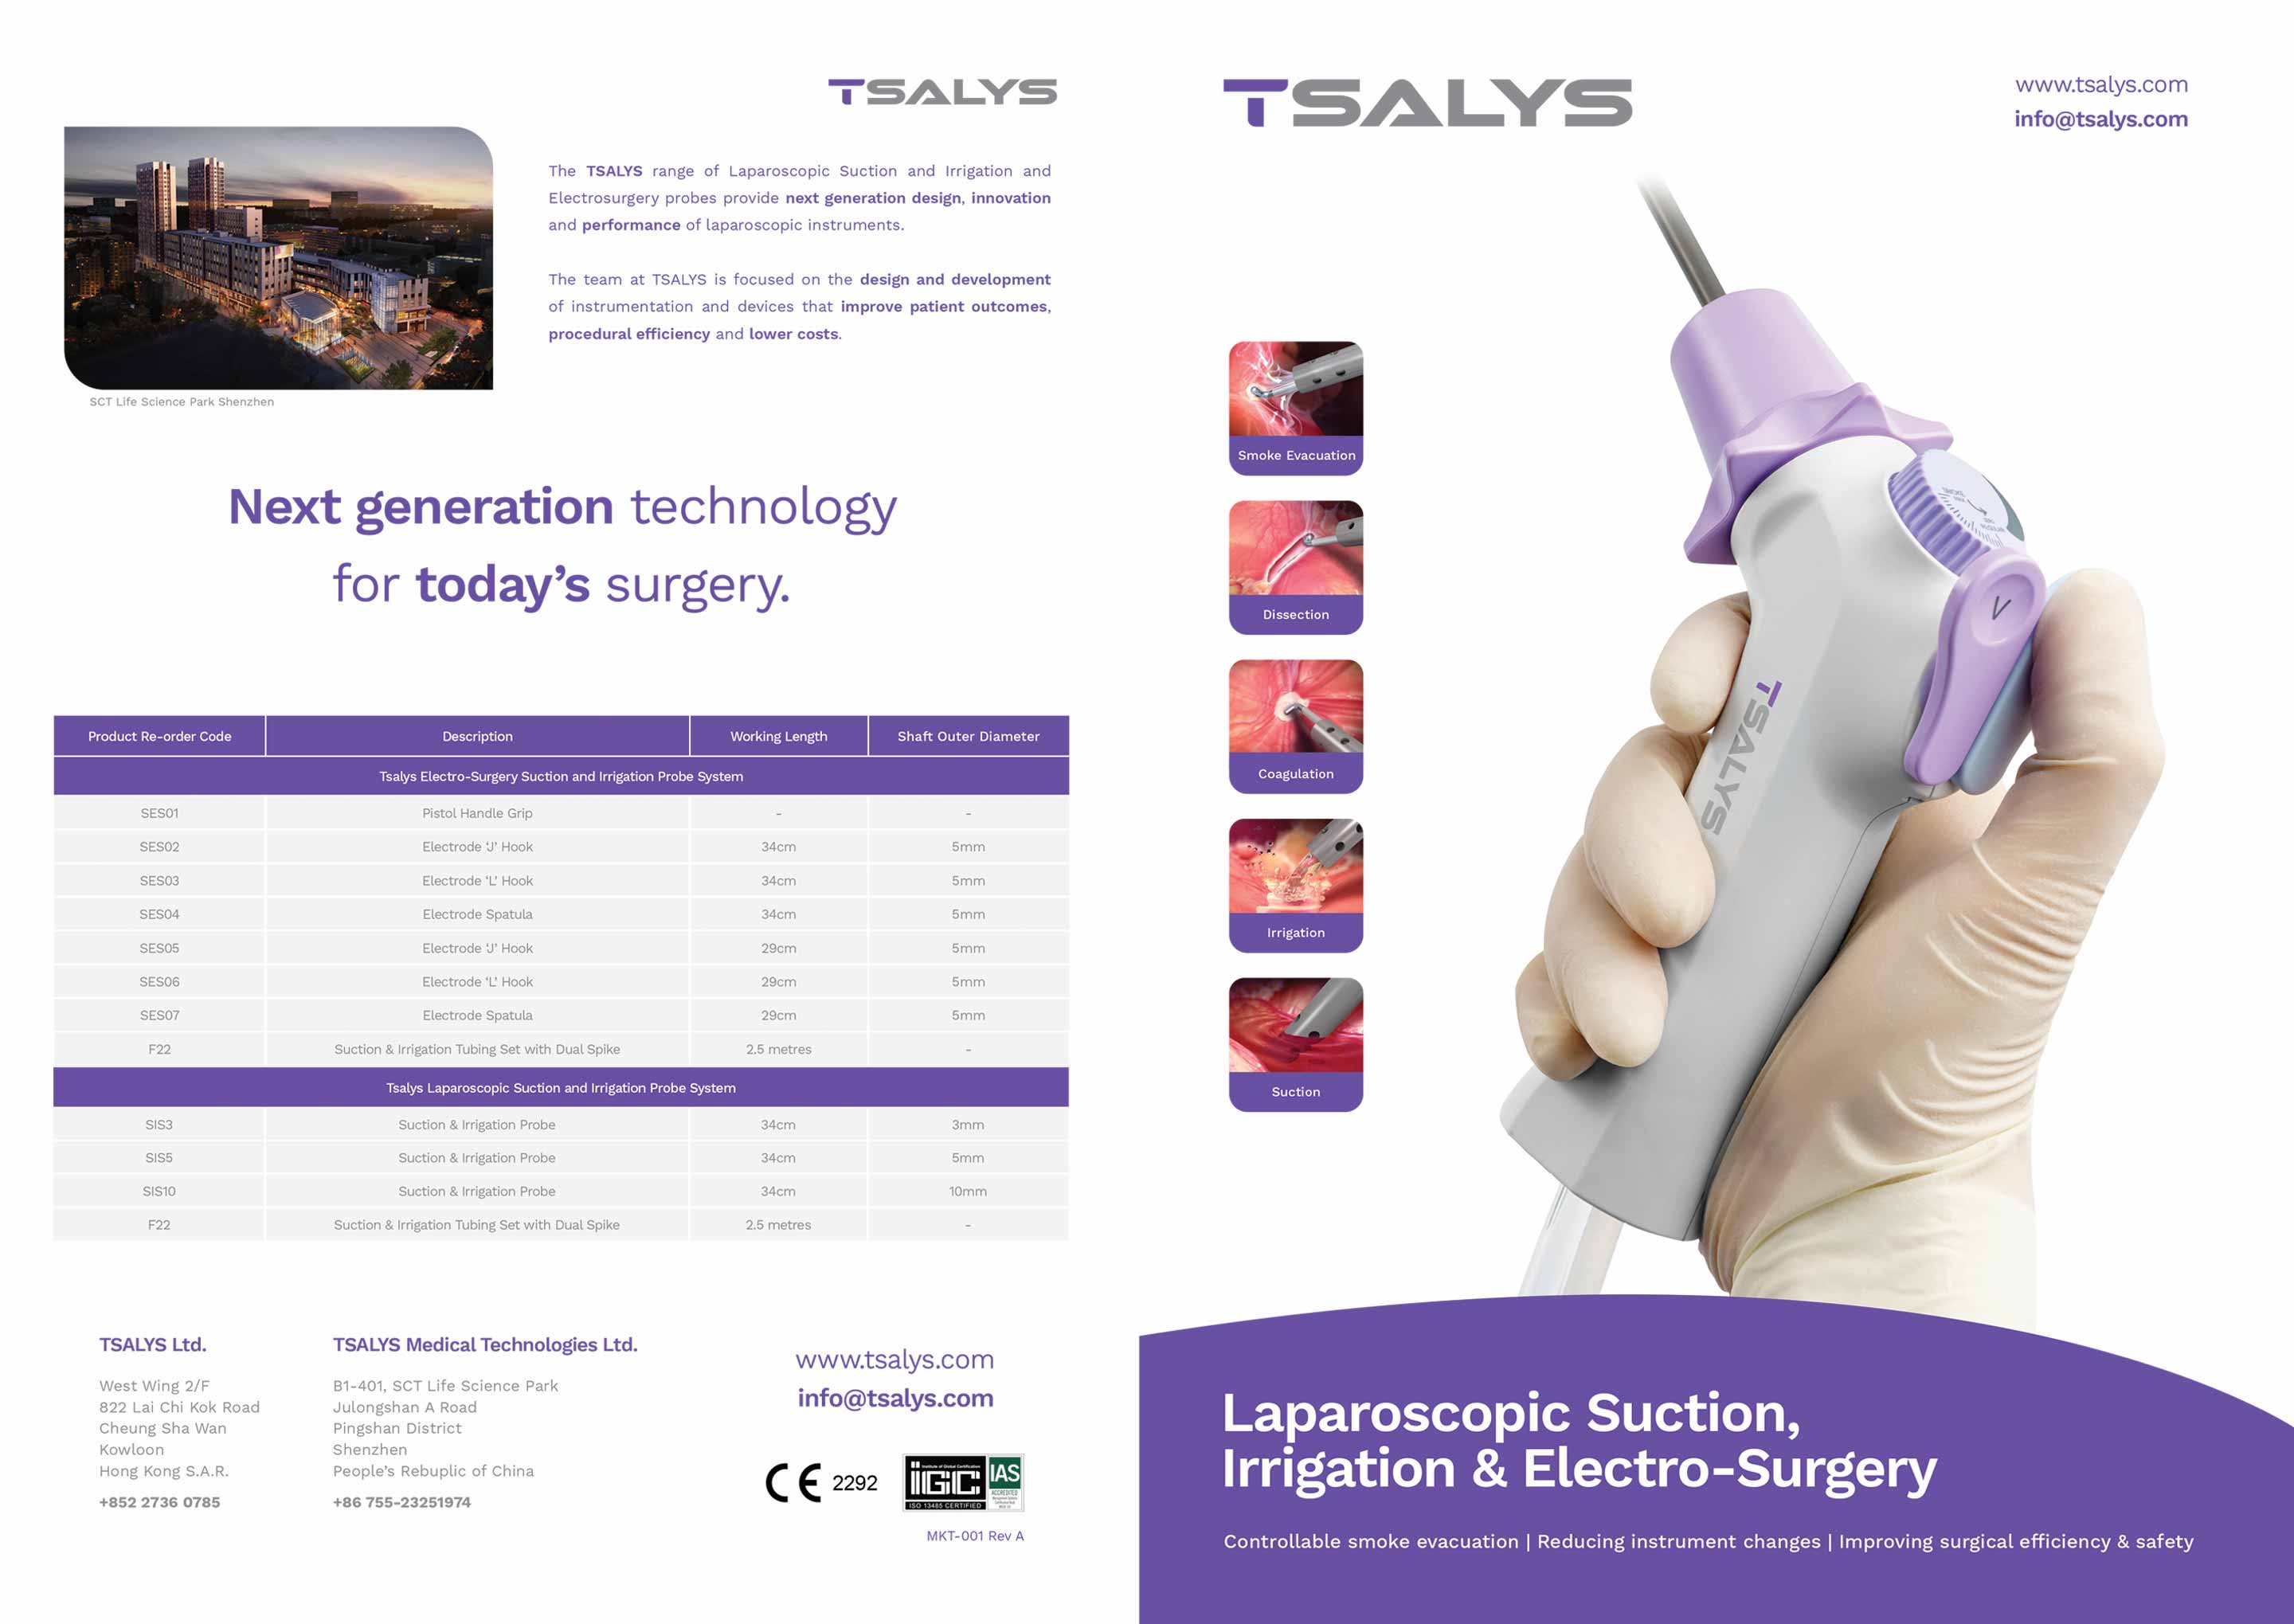 TSALYS
The TSALYS range of Laparoscopic Suction and Irrigation and
Electrosurgery probes provide next generation design, innovation
and performance of laparoscopic instruments.
The team at TSALYS is focused on the design and development
of instrumentation and devices that improve patient outcomes,
procedural efficiency and lower costs.
SCT Life Science Park Shenzhen
Next generation technology
for today’s surgery.
Product Re-order Code Description Working Length Shaft Outer Diameter
Tsalys Electro-Surgery Suction and Irrigation Probe System
SES01 Pistol Handle Grip - -
SES02 Electrode ‘J’ Hook 34cm 5mm
SES03 Electrode ‘L’ Hook 34cm 5mm
SES04 Electrode Spatula 34cm 5mm
SES05 Electrode ‘J’ Hook 29cm 5mm
SES06 Electrode ‘L’ Hook 29cm 5mm
SES07 Electrode Spatula 29cm 5mm
F22 Suction & Irrigation Tubing Set with Dual Spike 2.5 metres -
Tsalys Laparoscopic Suction and Irrigation Probe System
SIS3 Suction & Irrigation Probe 34cm 3mm
SIS5 Suction & Irrigation Probe 34cm 5mm
SIS10 Suction & Irrigation Probe 34cm 10mm
F22 Suction & Irrigation Tubing Set with Dual Spike 2.5 metres -
TSALYS Ltd.
West Wing 2/F
822 Lai Chi Kok Road
Cheung Sha Wan
Kowloon
Hong Kong S.A.R.
+852 2736 0785
TSALYS Medical Technologies Ltd.
B1-401, SCT Life Science Park
Julongshan A Road
Pingshan District
Shenzhen
People’s Rebuplic of China
+86 755-23251974
www.tsalys.com
info@tsalys.com
CE 2292
Institute of Global Certification
iGC
ISO 13485 CERTIFIED
IAS
ACCREDITED
MKT-001 Rev A
TSALYS
www.tsalys.com
info@tsalys.com
Smoke Evacuation
Dissection
Coagulation
Irrigation
Suction
SMOKE
V
TSALYS
Laparoscopic Suction,
Irrigation & Electro-Surgery
Controllable smoke evacuation | Reducing instrument changes | Improving surgical efficiency & safety